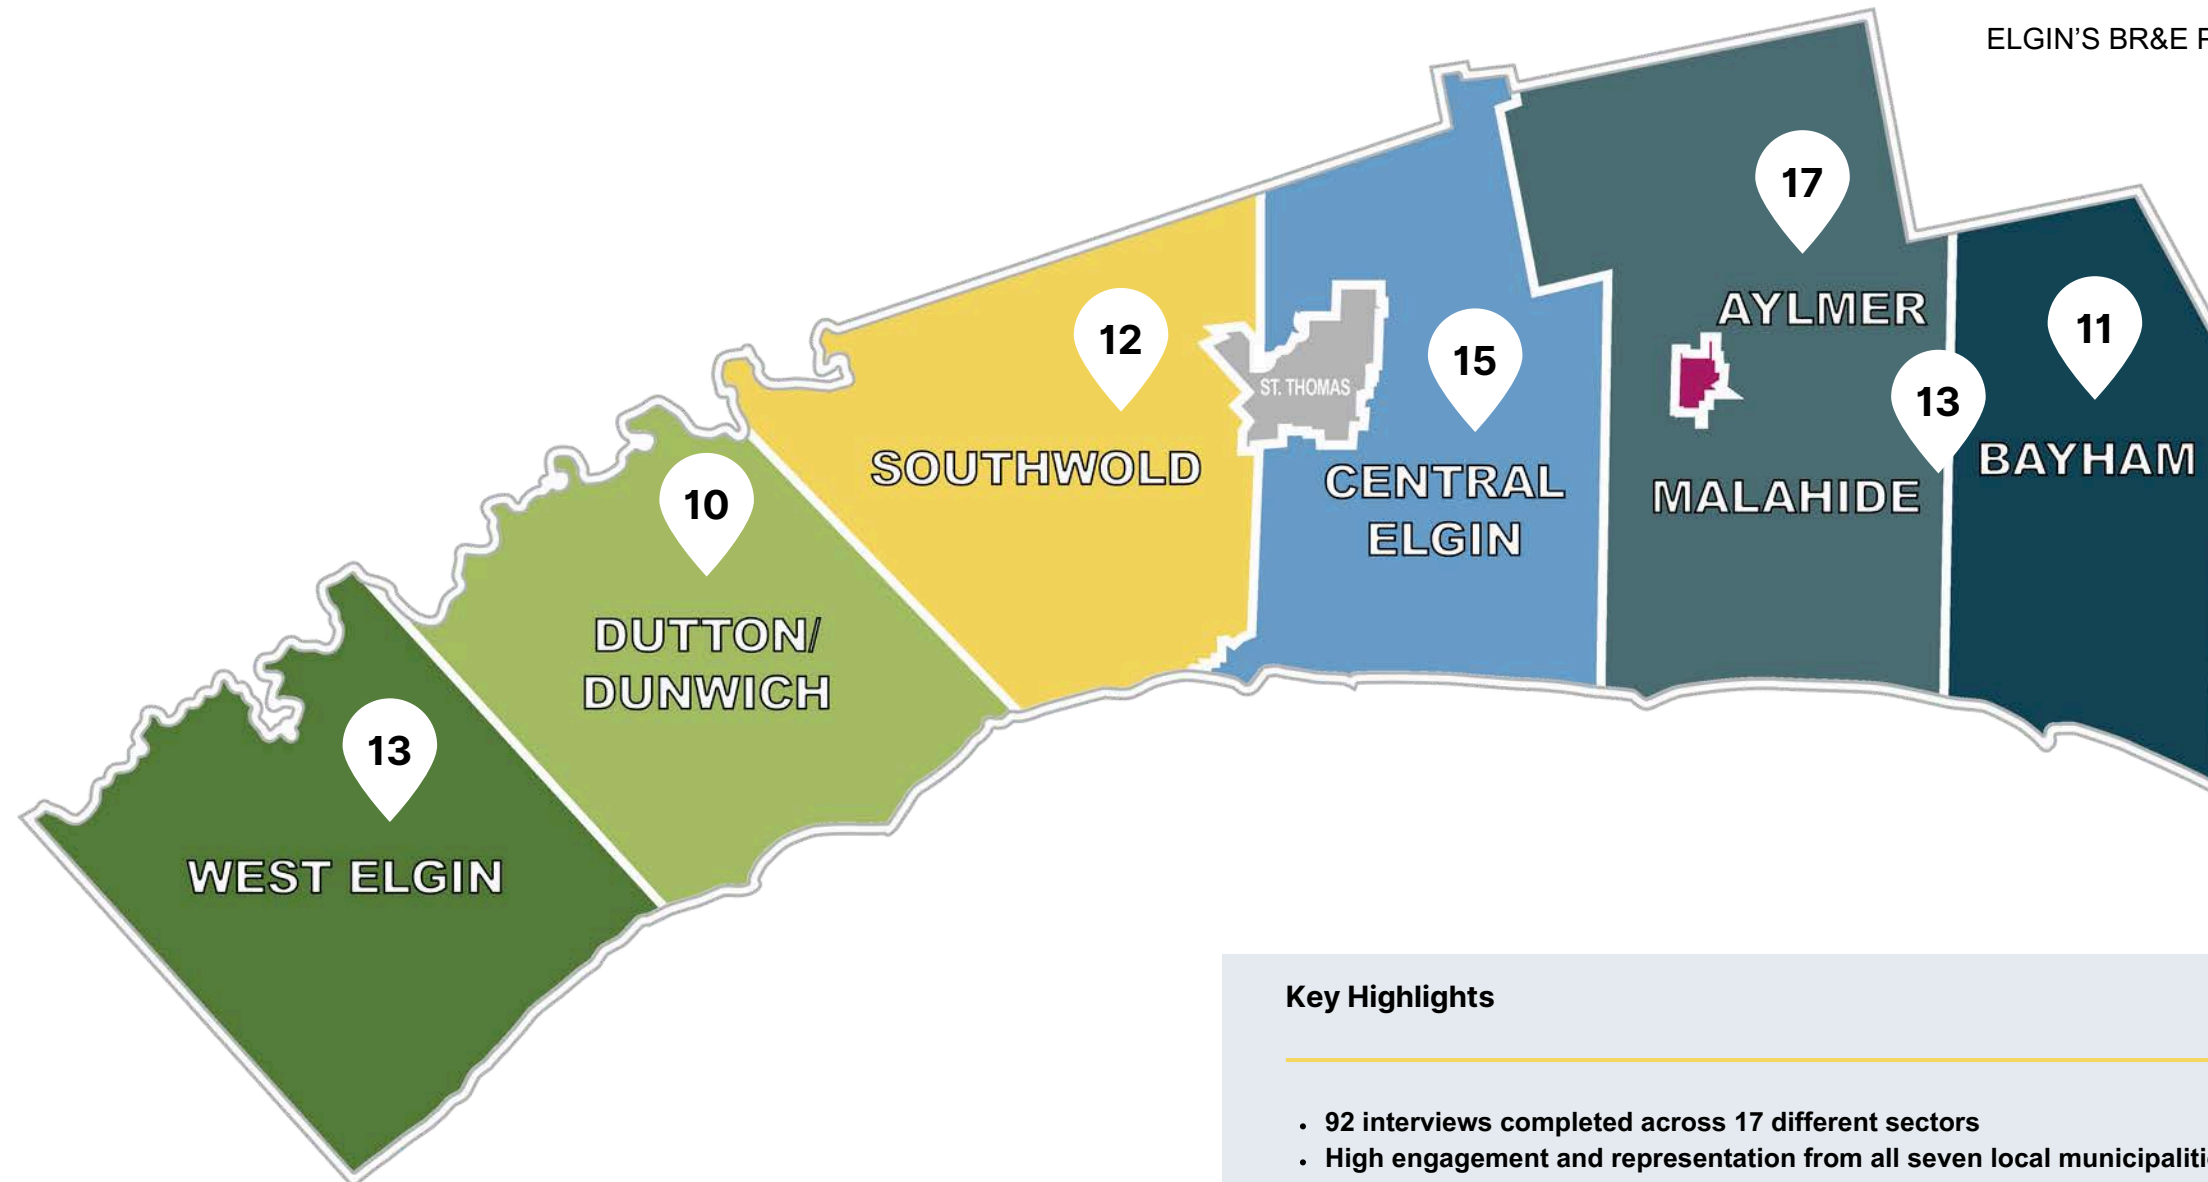 ELGIN'S BR&E
17
AYLMER
11
12
15
ST. THOMAS
13
SOUTHWOLD
BAYHAM
CENTRAL
ELGIN
MALAHIDE
10
DUTTON/
DUNWICH
13
WEST ELGIN
Key Highlights
• 92 interviews completed across 17 different sectors
• High engagement and representation from all seven local